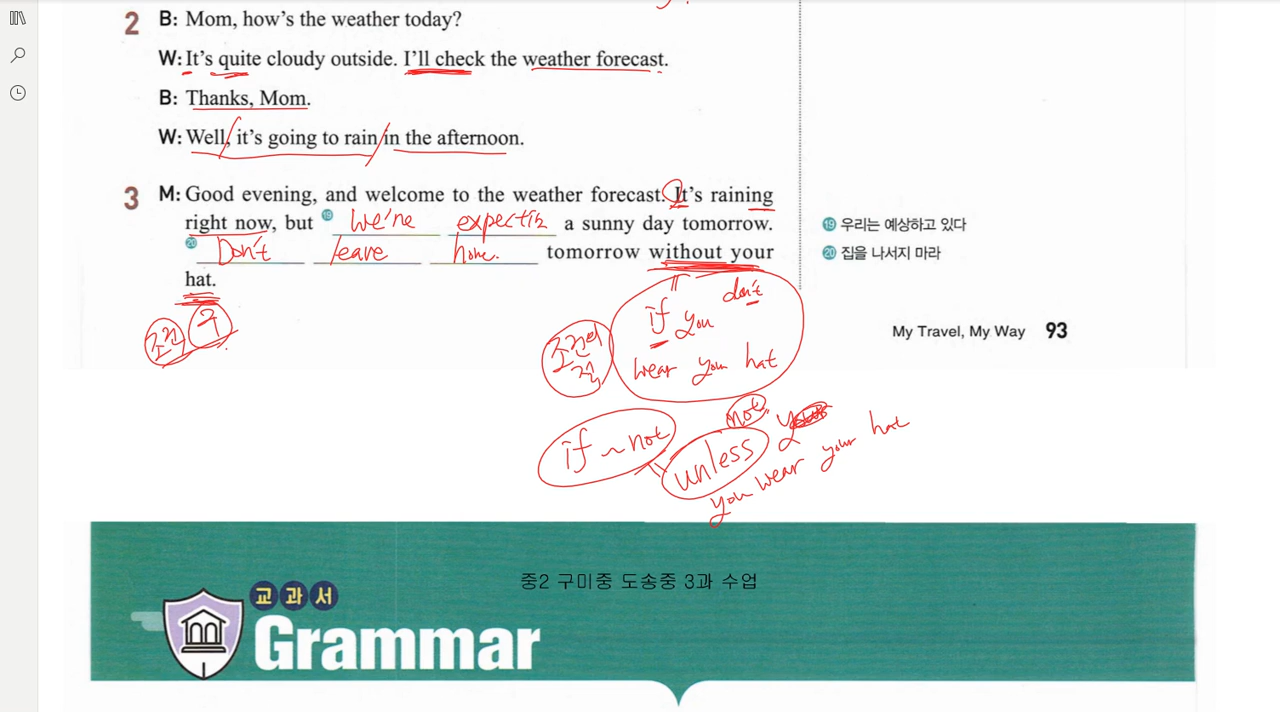 2 B: Mom, how's the weather today?
W: It's quite cloudy outside. I'll check the weather forecast.
B: Thanks, Mom.
W: Well, it's going to rain in the afternoon.
3 M: Good evening, and welcome to the weather forecast. It's raining
right now, but ⑲ we're expectin a sunny day tomorrow.
⑳ Don't leave home. tomorrow without your
hat.
⑲ 우리는 예상하고 있다
⑳ 집을 나서지 마라
조건
if you don't
wear your hat
조건의
절
My Travel, My Way 93
if ~ not
not
unless
you wear your hat
중2 구미중 도송중 3과 수업
교과서
Grammar